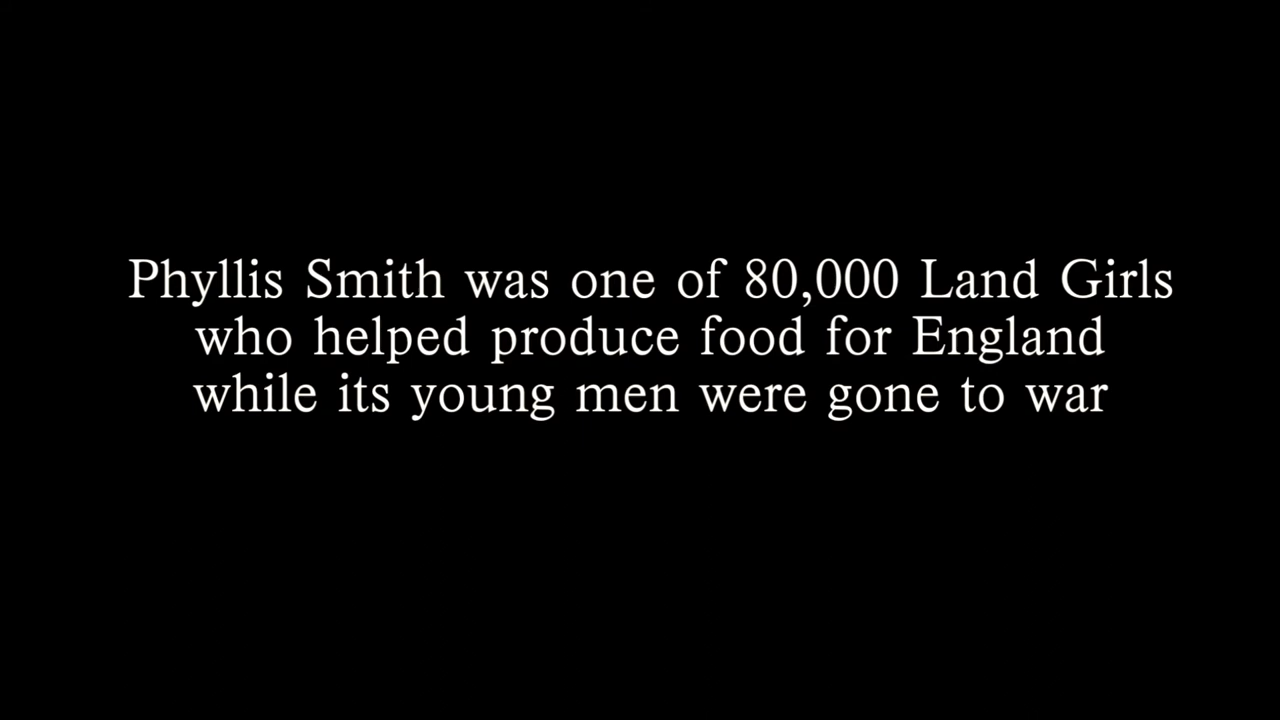 Phyllis Smith was one of 80,000 Land Girls
who helped produce food for England
while its young men were gone to war